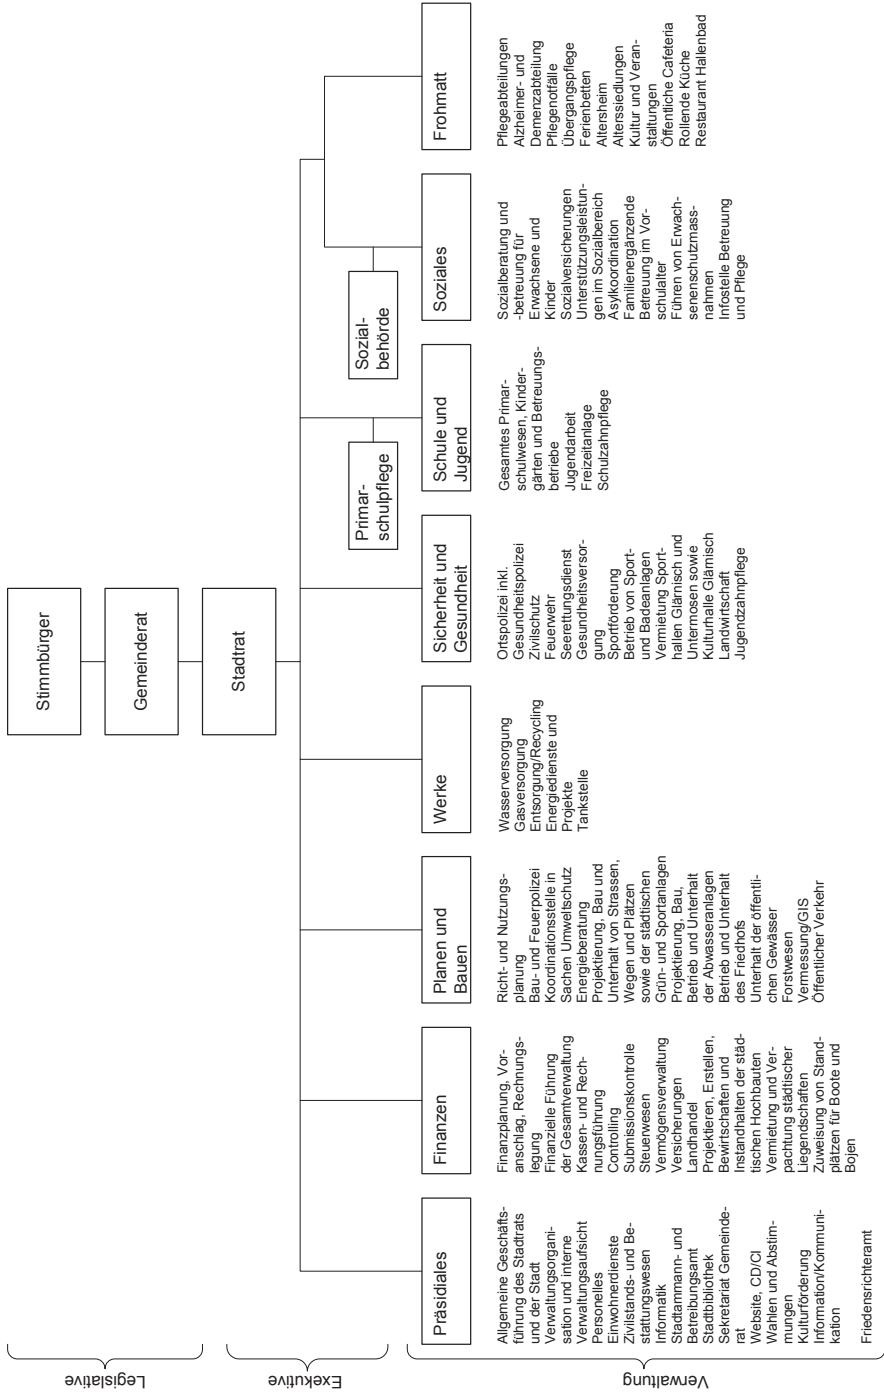 Stimmbürger
Gemeinderat
Stadtrat
Primar-
schulpflege
Sozial-
behörde
Präsidiales
Allgemeine Geschäfts-
führung des Stadtrats
und der Stadt
Verwaltungsorgani-
sation und interne
Verwaltungsaufsicht
Personelles
Einwohnerdienste
Zivilstands- und Be-
stattungswesen
Informatik
Stadtammann- und
Betreibungsamt
Stadtbibliothek
Sekretariat Gemeinde-
rat
Website, CD/CI
Wahlen und Abstim-
mungen
Kulturförderung
Information/Kommuni-
kation
Friedensrichteramt
Finanzen
Finanzplanung, Vor-
anschlag, Rechnungs-
legung
Finanzielle Führung
der Gesamtverwaltung
Kassen- und Rech-
nungsführung
Controlling
Submissionskontrolle
Steuerwesen
Vermögensverwaltung
Versicherungen
Landhandel
Projektieren, Erstellen,
Bewirtschaften und
Instandhalten der städ-
tischen Hochbauten
Vermietung und Ver-
pachtung städtischer
Liegendschaften
Zuweisung von Stand-
plätzen für Boote und
Bojen
Planen und
Bauen
Richt- und Nutzungs-
planung
Bau- und Feuerpolizei
Koordinationsstelle in
Sachen Umweltschutz
Energieberatung
Projektierung, Bau und
Unterhalt von Strassen,
Wegen und Plätzen
sowie der städtischen
Grün- und Sportanlagen
Projektierung, Bau,
Betrieb und Unterhalt
der Abwasseranlagen
Betrieb und Unterhalt
des Friedhofs
Unterhalt der öffentli-
chen Gewässer
Forstwesen
Vermessung/GIS
Öffentlicher Verkehr
Werke
Wasserversorgung
Gasversorgung
Entsorgung/Recycling
Energiedienste und
Projekte
Tankstelle
Sicherheit und
Gesundheit
Ortspolizei inkl.
Gesundheitspolizei
Zivilschutz
Feuerwehr
Seerettungsdienst
Gesundheitsversor-
gung
Sportförderung
Betrieb von Sport-
und Badeanlagen
Vermietung Sport-
hallen Glärnisch und
Untermosen sowie
Kulturhalle Glärnisch
Landwirtschaft
Jugendzahnpflege
Schule und
Jugend
Gesamtes Primar-
schulwesen, Kinder-
gärten und Betreuungs-
betriebe
Jugendarbeit
Freizeitanlage
Schulzahnpflege
Soziales
Sozialberatung und
-betreuung für
Erwachsene und
Kinder
Sozialversicherungen
Unterstützungsleistun-
gen im Sozialbereich
Asylkoordination
Familienergänzende
Betreuung im Vor-
schulalter
Führen von Erwach-
senenschutzmass-
nahmen
Infostelle Betreuung
und Pflege
Frohmatt
Pflegeabteilungen
Alzheimer- und
Demenzabteilung
Pflegenotfälle
Übergangspflege
Ferienbetten
Altersheim
Alterssiedlungen
Kultur und Veran-
staltungen
Öffentliche Cafeteria
Rollende Küche
Restaurant Hallenbad
Legislative
Exekutive
Verwaltung